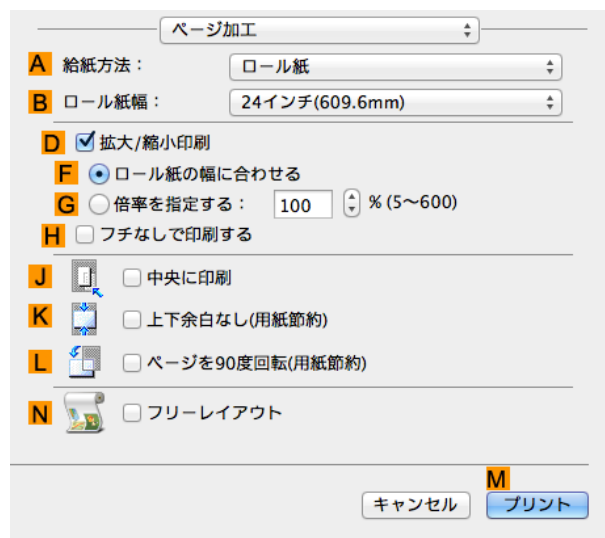 ページ加工
A 給紙方法： ロール紙
B ロール紙幅： 24インチ(609.6mm)
D 拡大/縮小印刷
F ロール紙の幅に合わせる
G 倍率を指定する： 100 % (5〜600)
H フチなしで印刷する
J 中央に印刷
K 上下余白なし(用紙節約)
L ページを90度回転(用紙節約)
N フリーレイアウト
M
キャンセル プリント